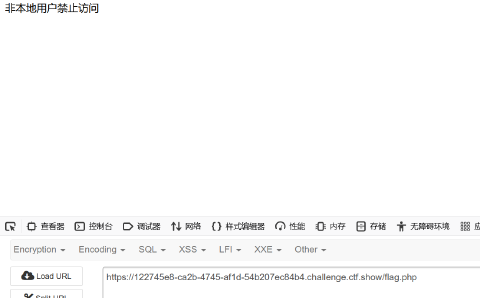 非本地用户禁止访问
查看器 控制台 调试器 网络 样式编辑器 性能 内存 存储 无障碍环境
Encryption Encoding SQL XSS LFI XXE Other
Load URL
https://122745e8-ca2b-4745-af1d-54b207ec84b4.challenge.ctf.show/flag.php